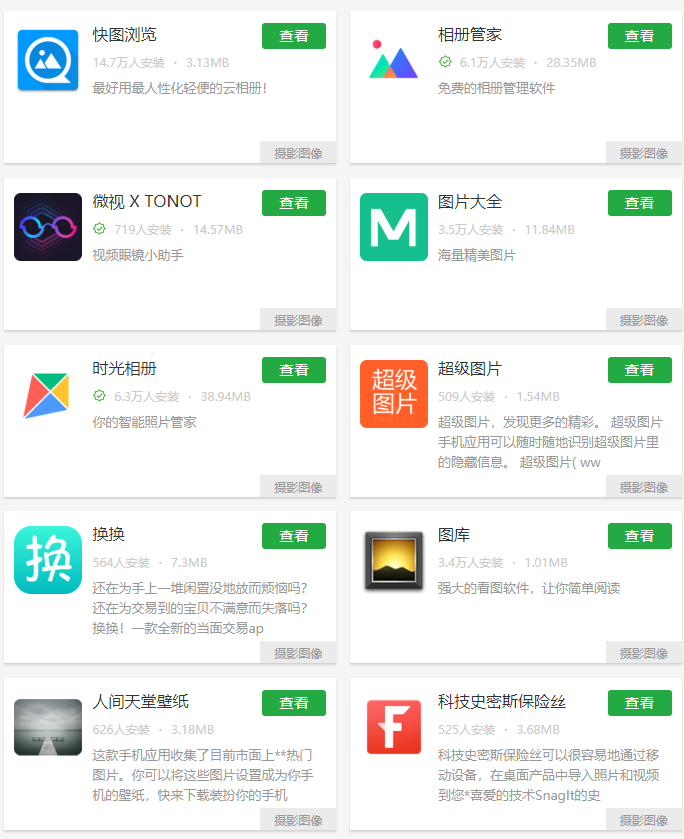 快图浏览
查看
14.7万人安装 · 3.13MB
最好用最人性化轻便的云相册!
摄影图像
相册管家
查看
6.1万人安装 · 28.35MB
免费的相册管理软件
摄影图像
微视 X TONOT
查看
719人安装 · 14.57MB
视频眼镜小助手
摄影图像
M
图片大全
查看
3.5万人安装 · 11.84MB
海量精美图片
摄影图像
时光相册
查看
6.3万人安装 · 38.94MB
你的智能照片管家
摄影图像
超级
图片
超级图片
查看
509人安装 · 1.54MB
超级图片，发现更多的精彩。 超级图片
手机应用可以随时随地识别超级图片里
的隐藏信息。 超级图片( ww
摄影图像
换
换换
查看
564人安装 · 7.3MB
还在为手上一堆闲置没地放而烦恼吗?
还在为交易到的宝贝不满意而失落吗?
换换！一款全新的当面交易ap
摄影图像
图库
查看
3.4万人安装 · 1.01MB
强大的看图软件，让你简单阅读
摄影图像
人间天堂壁纸
查看
626人安装 · 3.18MB
这款手机应用收集了目前市面上**热门
图片。你可以将这些图片设置成为你手
机的壁纸，快来下载装扮你的手机
摄影图像
F
科技史密斯保险丝
查看
525人安装 · 3.68MB
科技史密斯保险丝可以很容易地通过移
动设备，在桌面产品中导入照片和视频
到您*喜爱的技术SnagIt的史
摄影图像